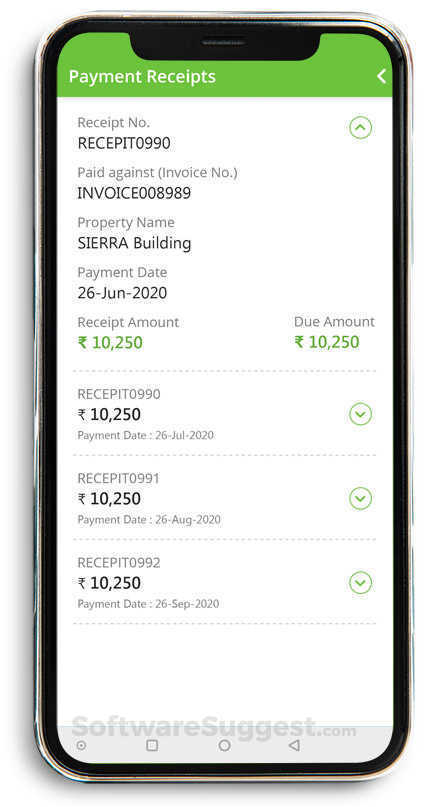 Payment Receipts
Receipt No.
RECEPIT0990
Paid against (Invoice No.)
INVOICE008989
Property Name
SIERRA Building
Payment Date
26-Jun-2020
Receipt Amount Due Amount
₹ 10,250 ₹ 10,250
RECEPIT0990
₹ 10,250
Payment Date : 26-Jul-2020
RECEPIT0991
₹ 10,250
Payment Date : 26-Aug-2020
RECEPIT0992
₹ 10,250
Payment Date : 26-Sep-2020
SoftwareSuggest.com